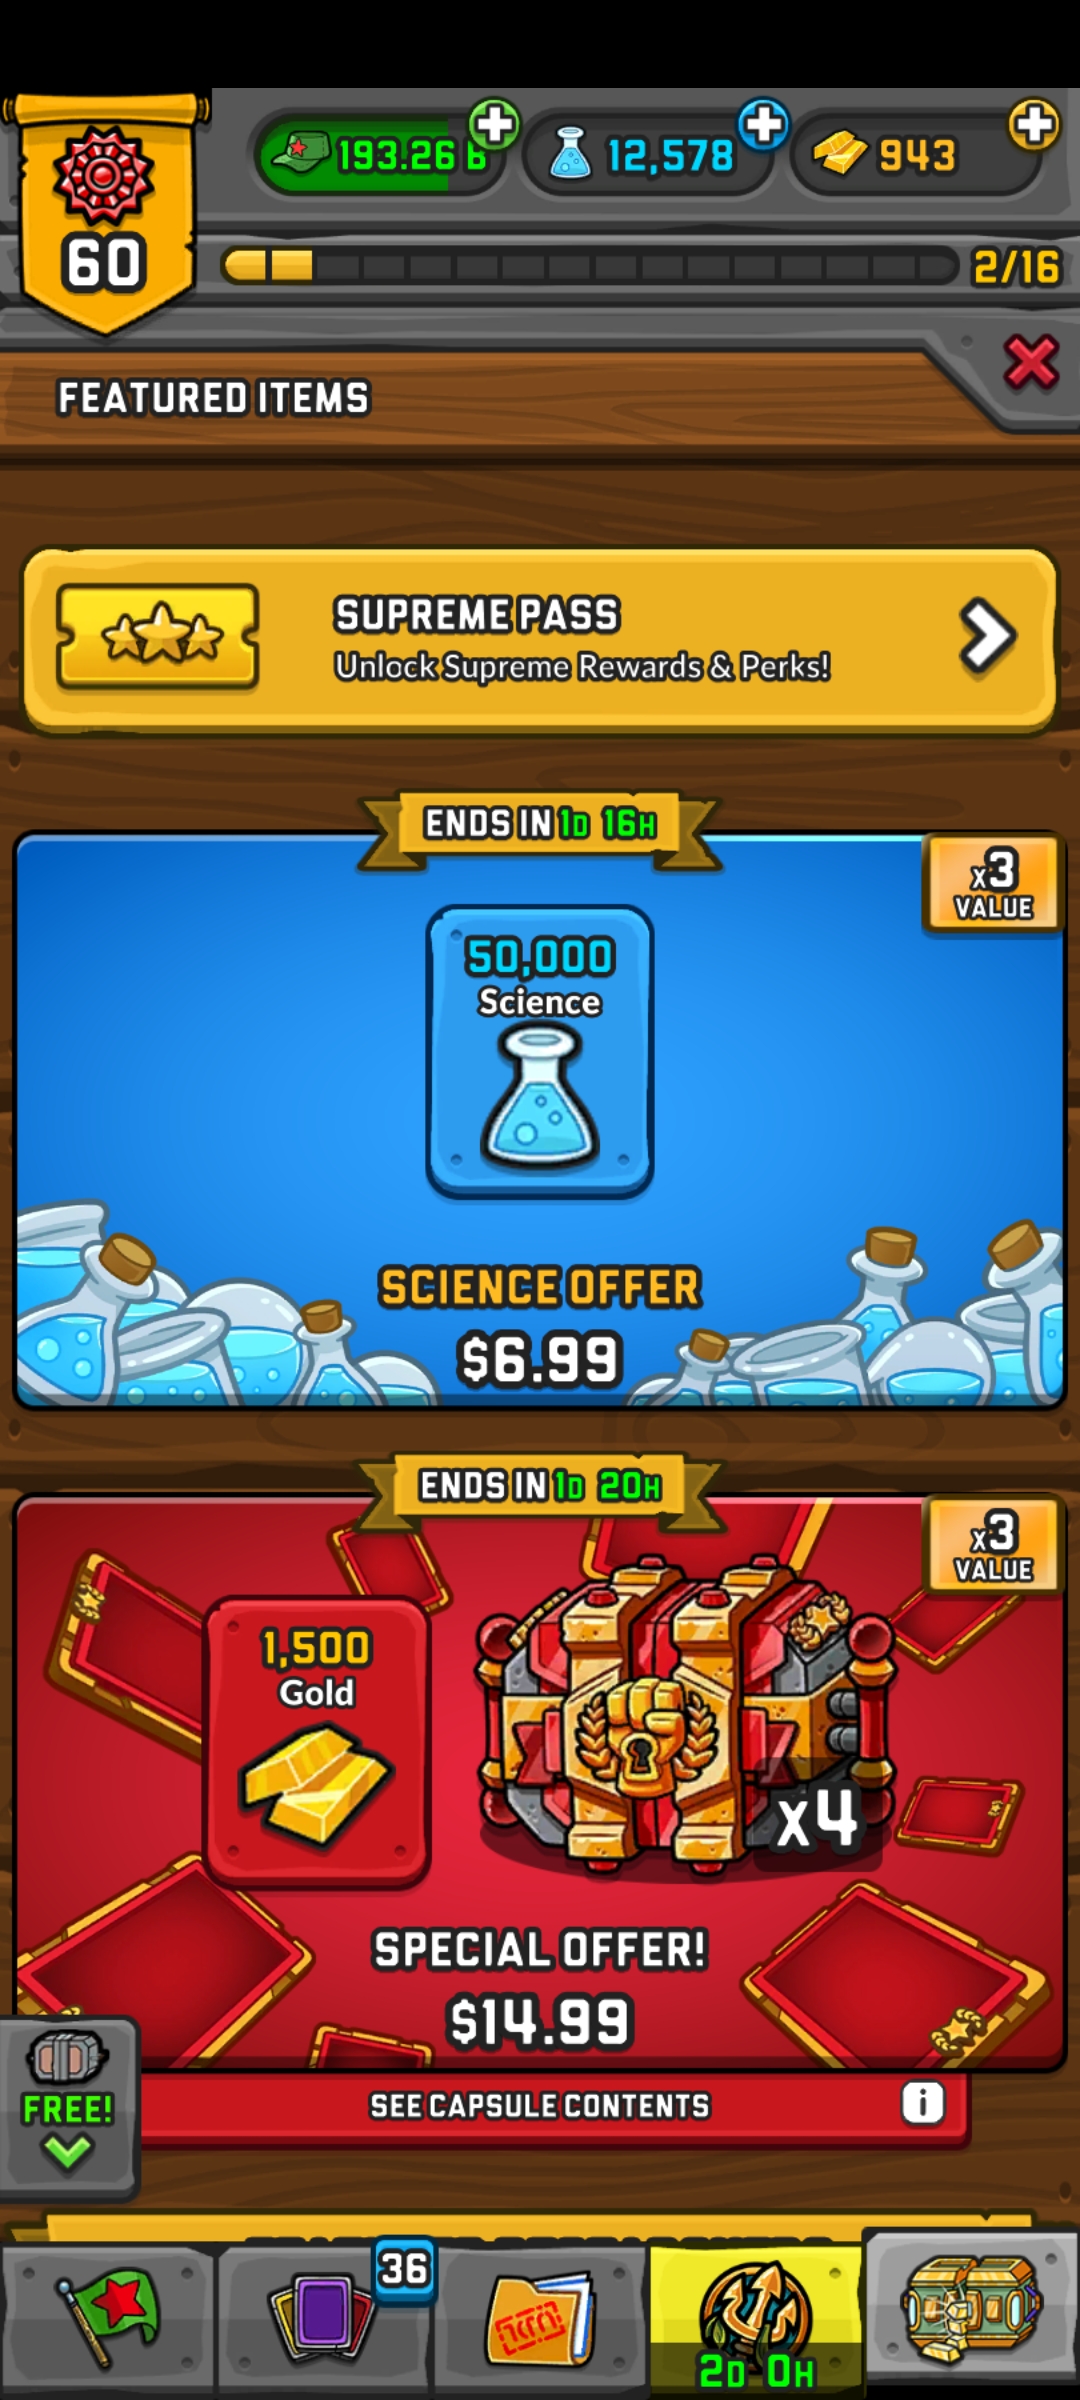 193.26 B
12,578
943
60
2/16
FEATURED ITEMS
SUPREME PASS
Unlock Supreme Rewards & Perks!
ENDS IN 1D 16H
x3
VALUE
50,000
Science
SCIENCE OFFER
$6.99
ENDS IN 1D 20H
x3
VALUE
1,500
Gold
x4
SPECIAL OFFER!
$14.99
FREE!
SEE CAPSULE CONTENTS
i
36
2D 0H